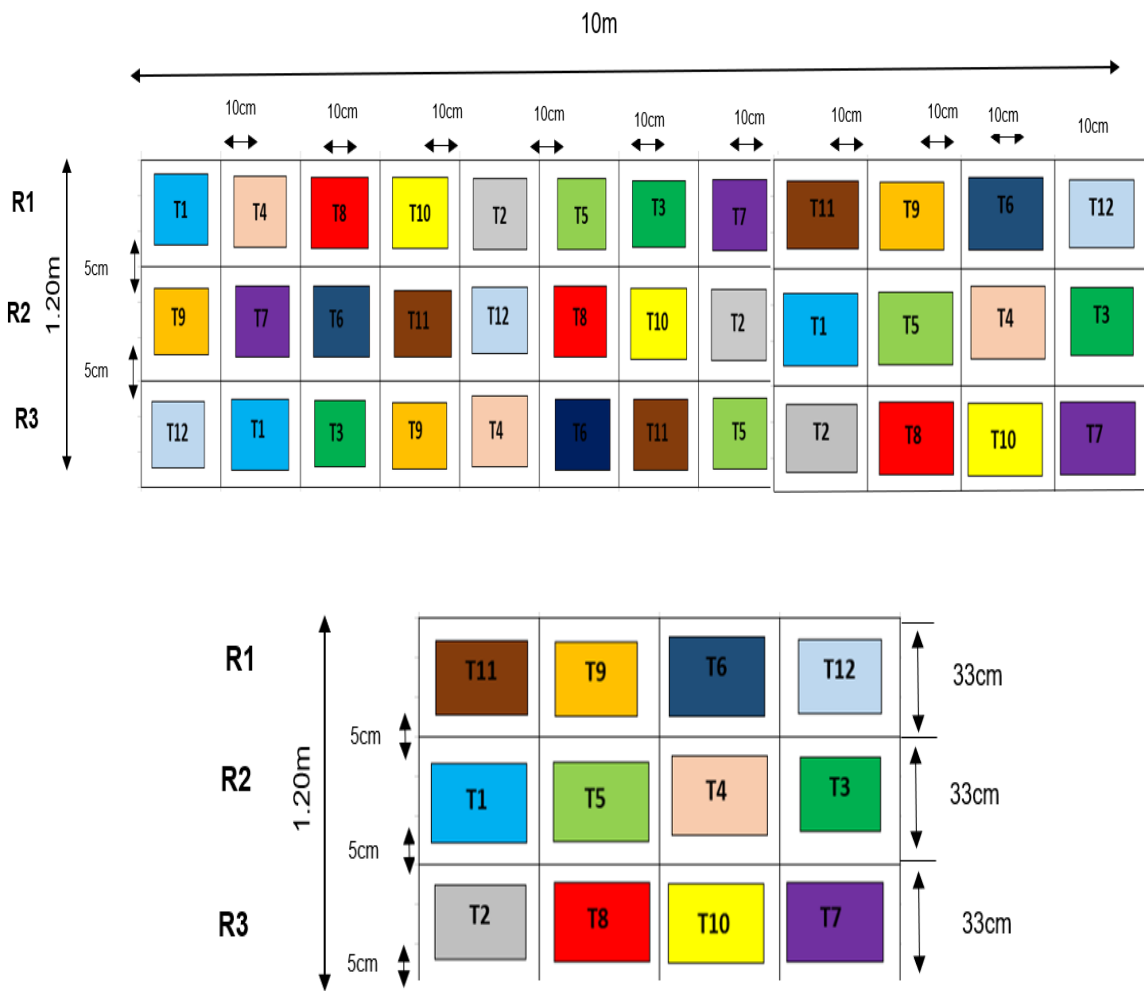 10m
10cm 10cm 10cm 10cm 10cm 10cm 10cm 10cm 10cm 10cm
R1 T1 T4 T8 T10 T2 T5 T3 T7 T11 T9 T6 T12
5cm
1.20m
R2 T9 T7 T6 T11 T12 T8 T10 T2 T1 T5 T4 T3
5cm
R3 T12 T1 T3 T9 T4 T6 T11 T5 T2 T8 T10 T7
R1 T11 T9 T6 T12 33cm
5cm
1.20m
R2 T1 T5 T4 T3 33cm
5cm
R3 T2 T8 T10 T7 33cm
5cm